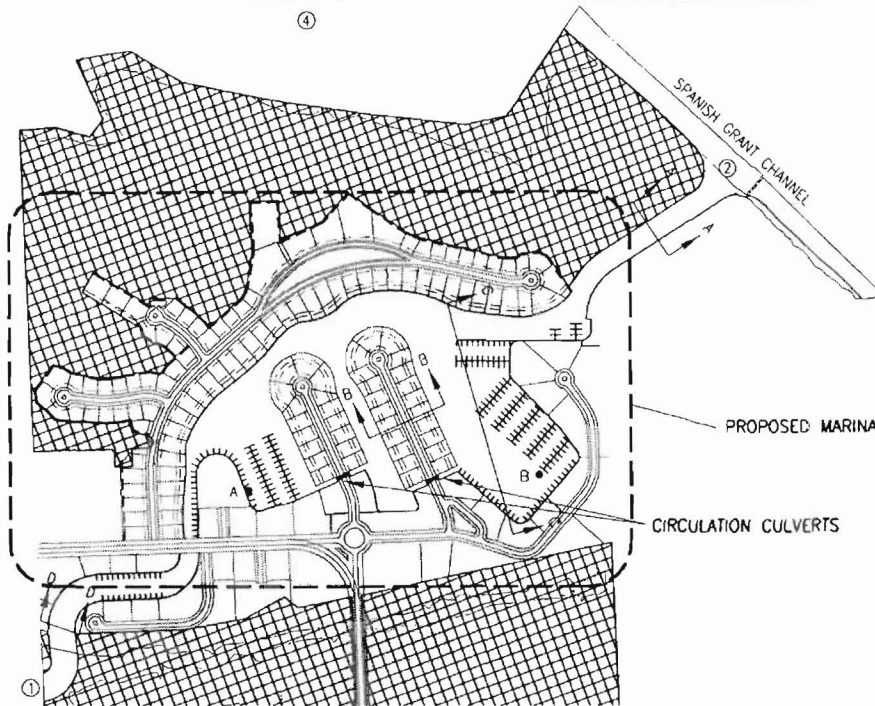 ④
SPANISH GRANT CHANNEL
②
A
B
B
PROPOSED MARINA
A
B
CIRCULATION CULVERTS
①